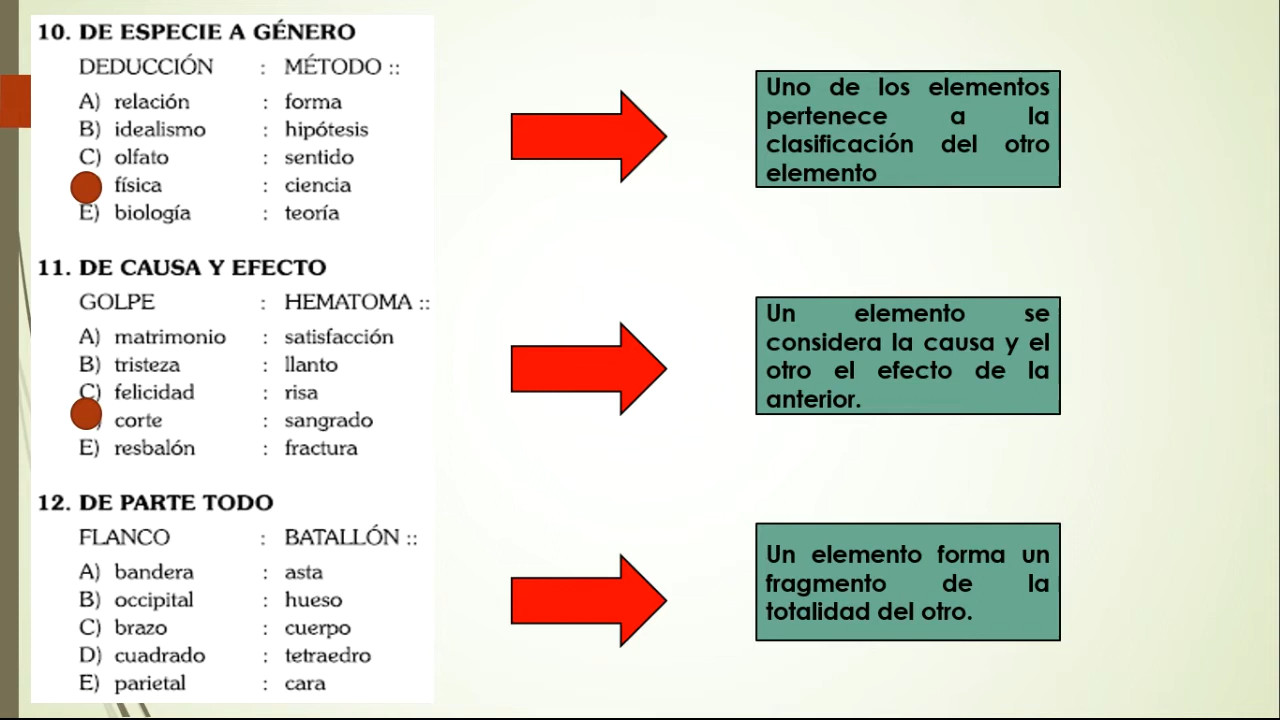 10. DE ESPECIE A GÉNERO
DEDUCCIÓN : MÉTODO ::
A) relación : forma
B) idealismo : hipótesis
C) olfato : sentido
física : ciencia
E) biología : teoría
11. DE CAUSA Y EFECTO
GOLPE : HEMATOMA ::
A) matrimonio : satisfacción
B) tristeza : llanto
C) felicidad : risa
) corte : sangrado
E) resbalón : fractura
12. DE PARTE TODO
FLANCO : BATALLÓN ::
A) bandera : asta
B) occipital : hueso
C) brazo : cuerpo
D) cuadrado : tetraedro
E) parietal : cara
Uno de los elementos
pertenece a la
clasificación del otro
elemento
Un elemento se
considera la causa y el
otro el efecto de la
anterior.
Un elemento forma un
fragmento de la
totalidad del otro.